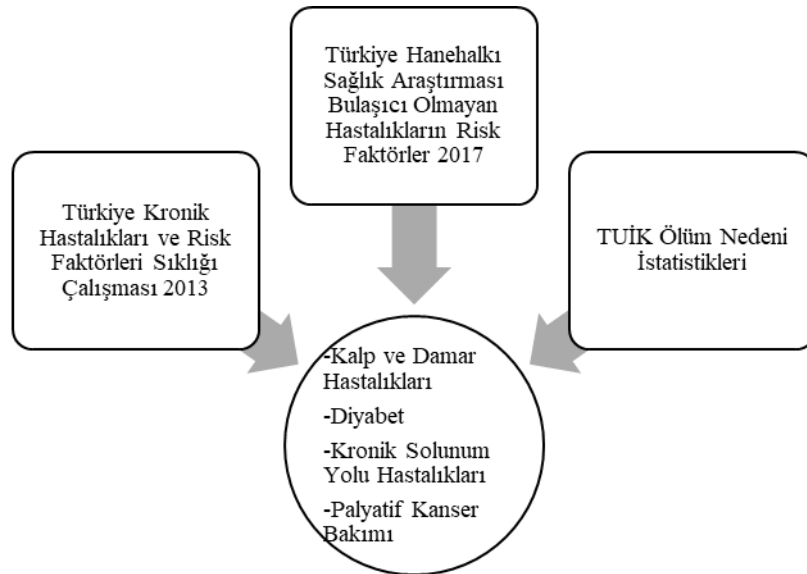 Türkiye Hanehalkı
Sağlık Araştırması
Bulaşıcı Olmayan
Hastalıkların Risk
Faktörler 2017
Türkiye Kronik
Hastalıkları ve Risk
Faktörleri Sıklığı
Çalışması 2013
TUİK Ölüm Nedeni
İstatistikleri
-Kalp ve Damar
Hastalıkları
-Diyabet
-Kronik Solunum
Yolu Hastalıkları
-Palyatif Kanser
Bakımı